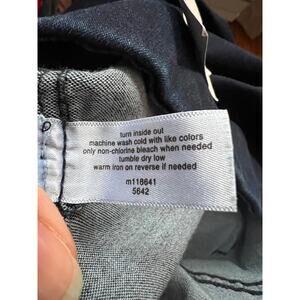 turn inside out
machine wash cold with like colors
only non-chlorine bleach when needed
tumble dry low
warm iron on reverse if needed
m118641
5642